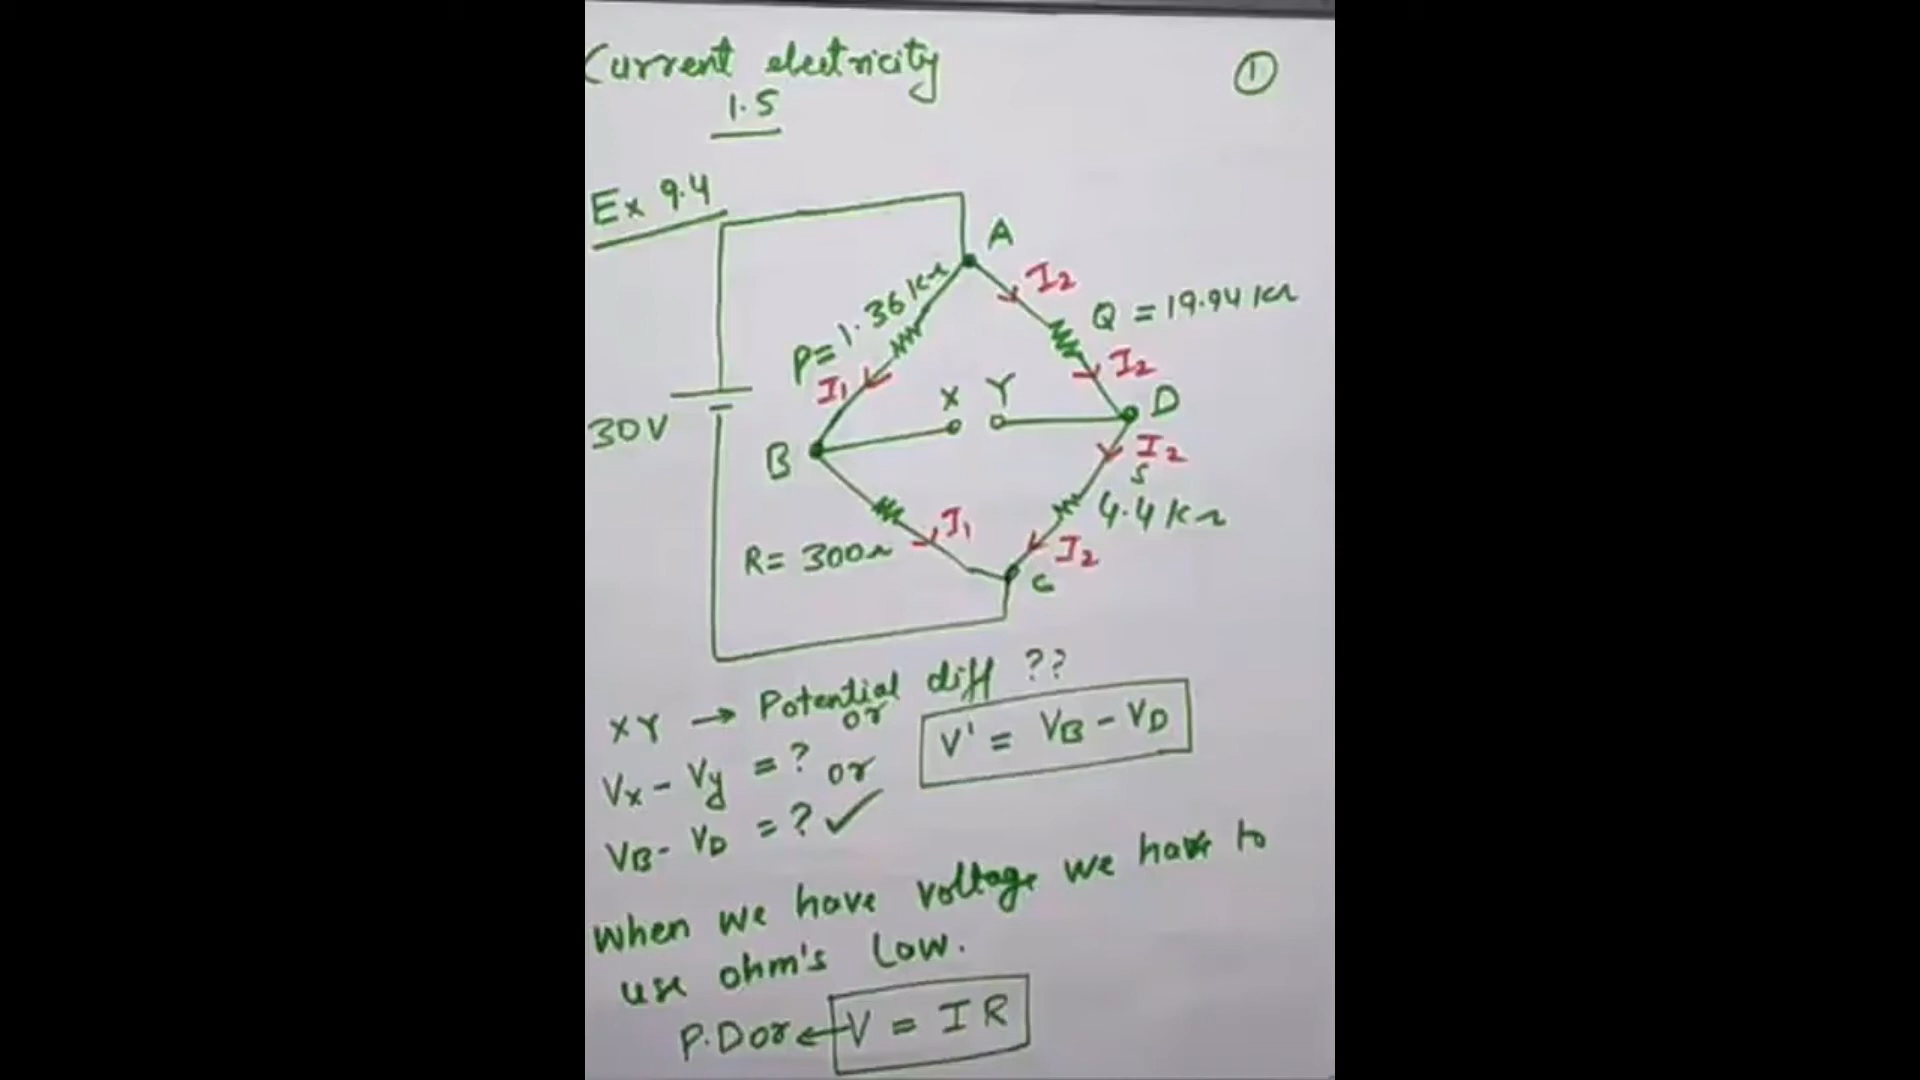 Current electricity
1
1.5
Ex 9.4
A
I2
P= 1.36 KΩ
Q = 19.94 KΩ
I1
I2
X Y
D
30V
B
I2
S
4.4 KΩ
I1
R= 300Ω
I2
C
XY → Potential diff ??
or
V' = VB - VD
Vx - Vy = ? or
VB - VD = ? ✓
when we have voltage we have to
use ohm's Low.
P.D or ← V = IR